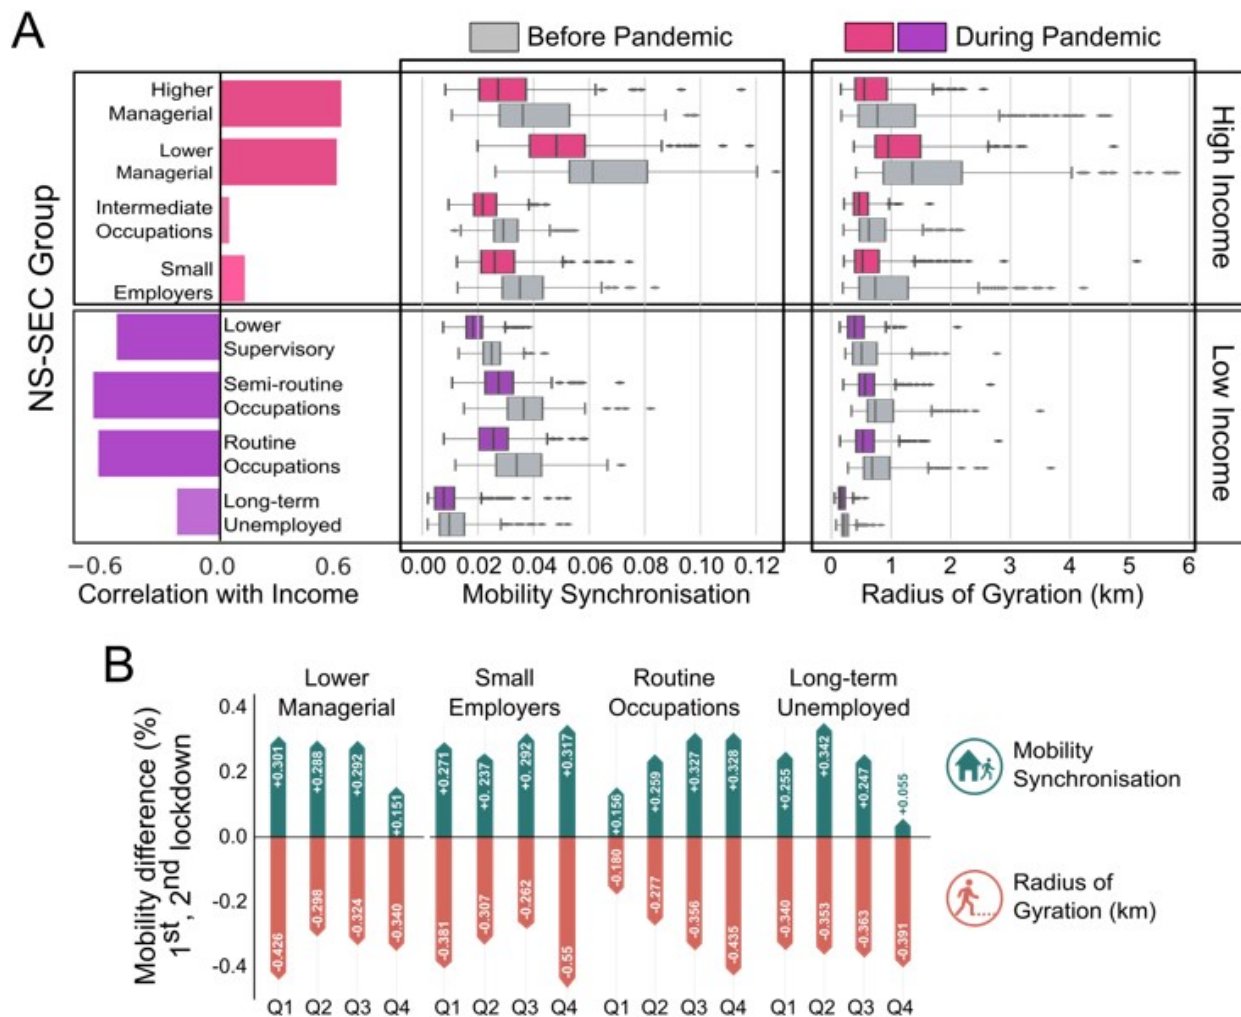 A
Before Pandemic
During Pandemic
NS-SEC Group
Higher
Managerial
Lower
Managerial
Intermediate
Occupations
Small
Employers
High Income
Lower
Supervisory
Semi-routine
Occupations
Routine
Occupations
Long-term
Unemployed
Low Income
−0.6 0.0 0.6
Correlation with Income
0.00 0.02 0.04 0.06 0.08 0.10 0.12
Mobility Synchronisation
0 1 2 3 4 5 6
Radius of Gyration (km)
B
Mobility difference (%)
1st, 2nd lockdown
Lower
Managerial
Small
Employers
Routine
Occupations
Long-term
Unemployed
0.4
0.2
0.0
-0.2
-0.4
+0.301 +0.288 +0.292 +0.151 +0.271 +0. 237 +0. 292 +0.317 +0.156 +0.259 +0.327 +0.328 +0.255 +0.342 +0.247 +0.055
-0.426 -0.298 -0.324 -0.340 -0.381 -0.307 -0.262 -0.55 -0.180 -0.277 -0.356 -0.435 -0.340 -0.353 -0.363 -0.391
Q1 Q2 Q3 Q4 Q1 Q2 Q3 Q4 Q1 Q2 Q3 Q4 Q1 Q2 Q3 Q4
Mobility
Synchronisation
Radius of
Gyration (km)